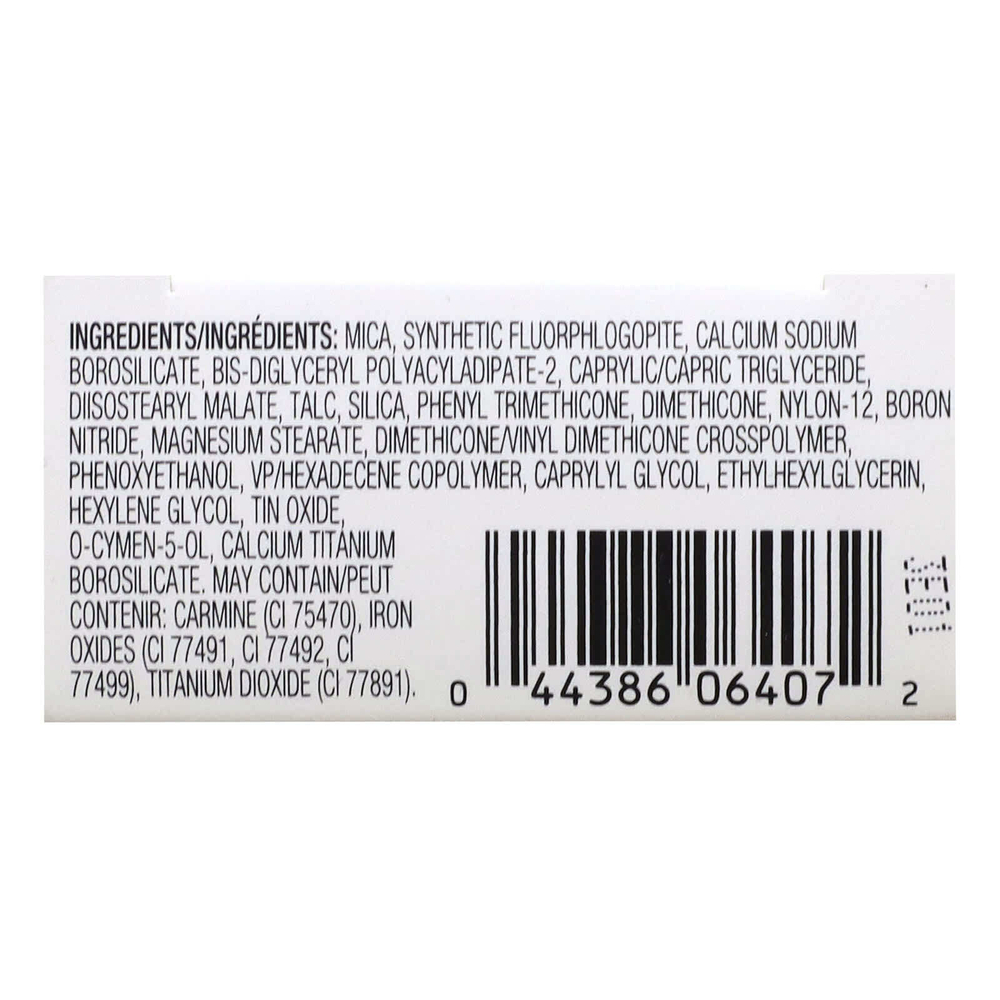 INGREDIENTS/INGRÉDIENTS: MICA, SYNTHETIC FLUORPHLOGOPITE, CALCIUM SODIUM
BOROSILICATE, BIS-DIGLYCERYL POLYACYLADIPATE-2, CAPRYLIC/CAPRIC TRIGLYCERIDE,
DIISOSTEARYL MALATE, TALC, SILICA, PHENYL TRIMETHICONE, DIMETHICONE, NYLON-12, BORON
NITRIDE, MAGNESIUM STEARATE, DIMETHICONE/VINYL DIMETHICONE CROSSPOLYMER,
PHENOXYETHANOL, VP/HEXADECENE COPOLYMER, CAPRYLYL GLYCOL, ETHYLHEXYLGLYCERIN,
HEXYLENE GLYCOL, TIN OXIDE,
O-CYMEN-5-OL, CALCIUM TITANIUM
BOROSILICATE. MAY CONTAIN/PEUT
CONTENIR: CARMINE (CI 75470), IRON
OXIDES (CI 77491, CI 77492, CI
77499), TITANIUM DIOXIDE (CI 77891).
0 44386 06407 2